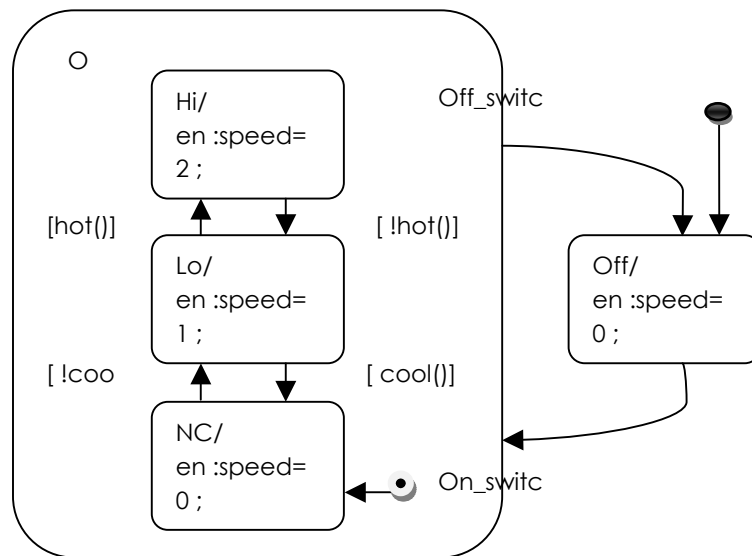 O
Hi/
en :speed=
2 ;
Off_switc
[hot()]
[ !hot()]
Lo/
en :speed=
1 ;
Off/
en :speed=
0 ;
[ !coo
[ cool()]
NC/
en :speed=
0 ;
On_switc